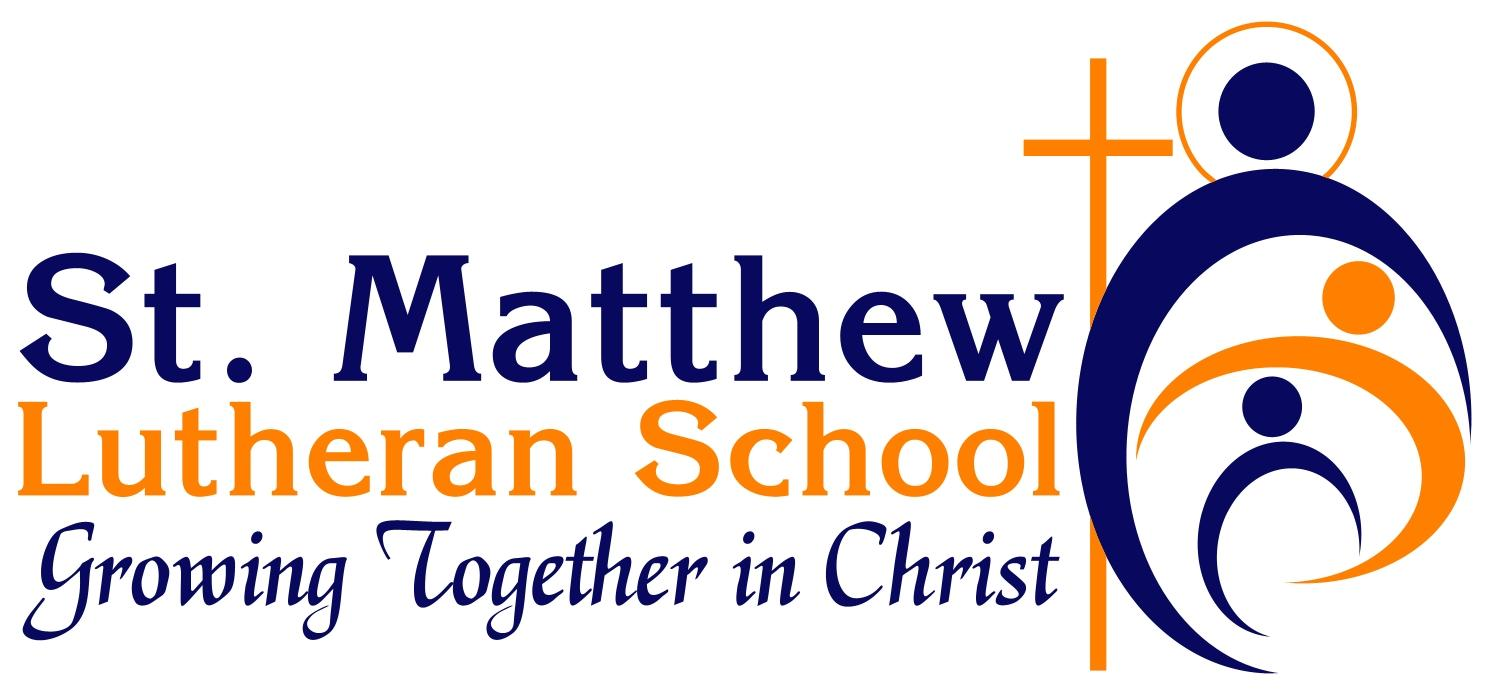 St. Matthew
Lutheran School
Growing Together in Christ